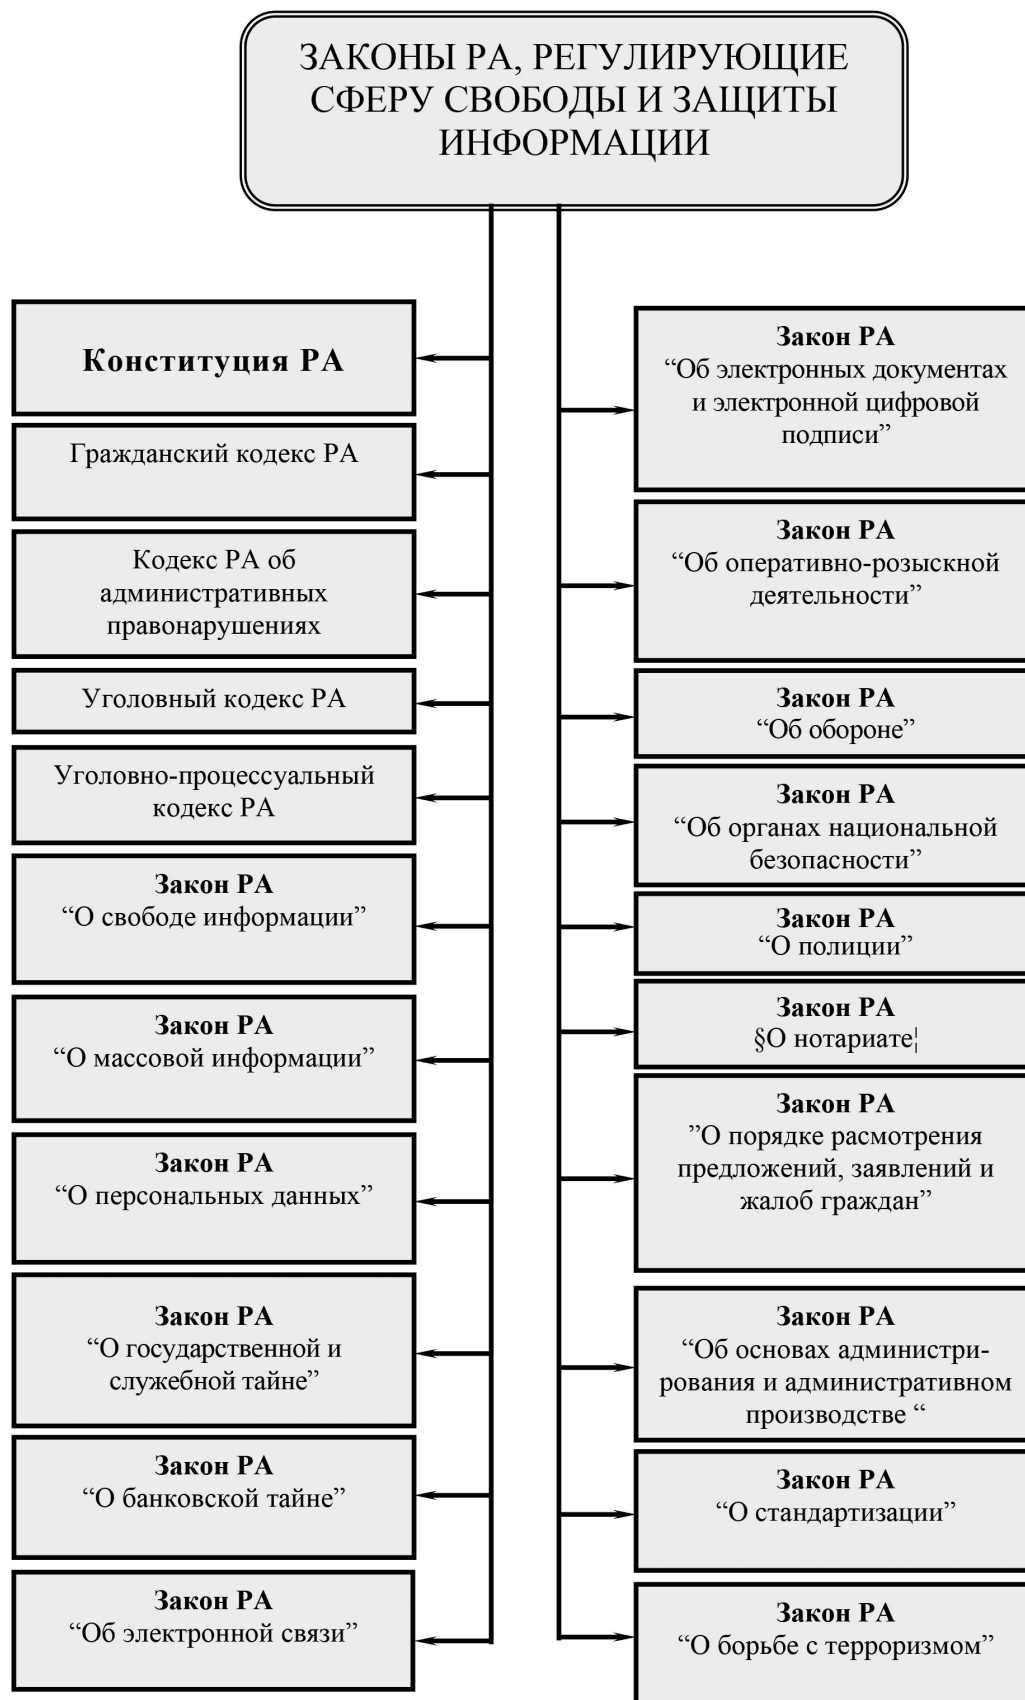 ЗАКОНЫ РА, РЕГУЛИРУЮЩИЕ
СФЕРУ СВОБОДЫ И ЗАЩИТЫ
ИНФОРМАЦИИ
Конституция РА
Гражданский кодекс РА
Кодекс РА об
административных
правонарушениях
Уголовный кодекс РА
Уголовно-процессуальный
кодекс РА
Закон РА
“О свободе информации”
Закон РА
“О массовой информации”
Закон РА
“О персональных данных”
Закон РА
“О государственной и
служебной тайне”
Закон РА
“О банковской тайне”
Закон РА
“Об электронной связи”
Закон РА
“Об электронных документах
и электронной цифровой
подписи”
Закон РА
“Об оперативно-розыскной
деятельности”
Закон РА
“Об обороне”
Закон РА
“Об органах национальной
безопасности”
Закон РА
“О полиции”
Закон РА
§О нотариате¦
Закон РА
”О порядке расмотрения
предложений, заявлений и
жалоб граждан”
Закон РА
“Об основах администри-
рования и административном
производстве “
Закон РА
“О стандартизации”
Закон РА
“О борьбе с терроризмом”